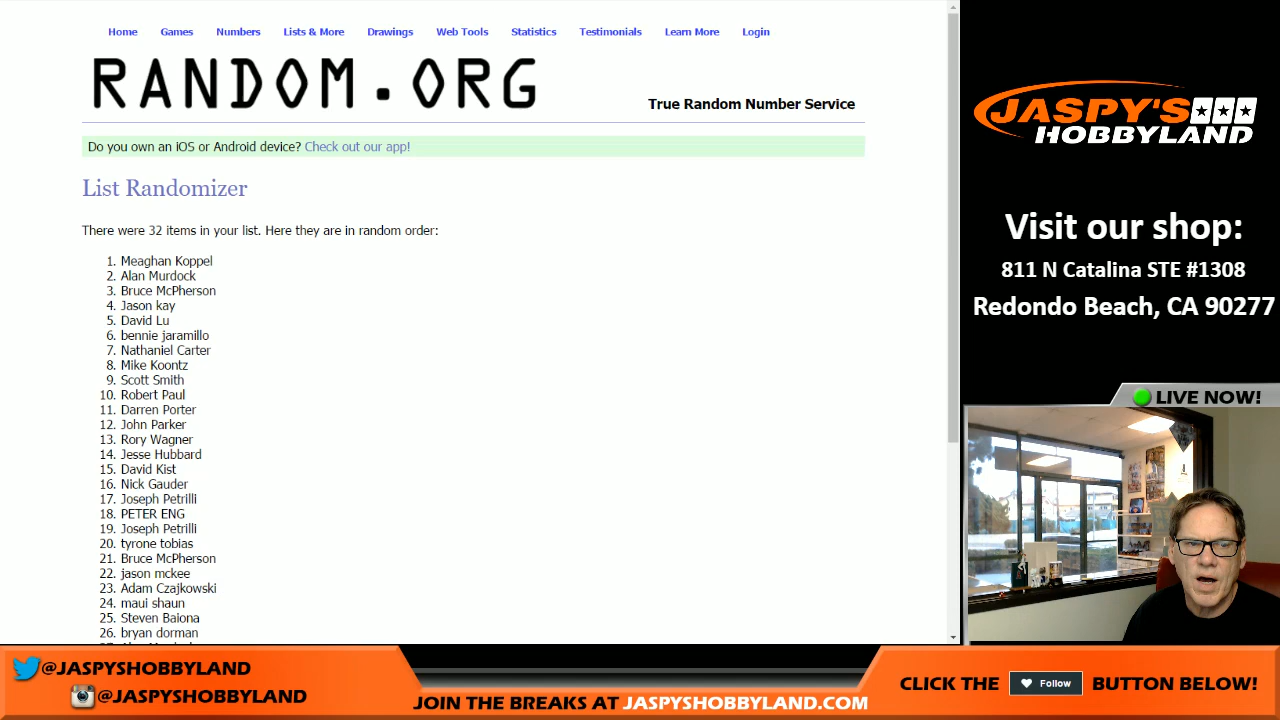 Home Games Numbers Lists & More Drawings Web Tools Statistics Testimonials Learn More Login
RANDOM.ORG
True Random Number Service
Do you own an iOS or Android device? Check out our app!
List Randomizer
There were 32 items in your list. Here they are in random order:
1. Meaghan Koppel
2. Alan Murdock
3. Bruce McPherson
4. Jason kay
5. David Lu
6. bennie jaramillo
7. Nathaniel Carter
8. Mike Koontz
9. Scott Smith
10. Robert Paul
11. Darren Porter
12. John Parker
13. Rory Wagner
14. Jesse Hubbard
15. David Kist
16. Nick Gauder
17. Joseph Petrilli
18. PETER ENG
19. Joseph Petrilli
20. tyrone tobias
21. Bruce McPherson
22. jason mckee
23. Adam Czajkowski
24. maui shaun
25. Steven Baiona
26. bryan dorman
JASPY'S
HOBBYLAND
Visit our shop:
811 N Catalina STE #1308
Redondo Beach, CA 90277
LIVE NOW!
@JASPYSHOBBYLAND
@JASPYSHOBBYLAND
JOIN THE BREAKS AT JASPYSHOBBYLAND.COM
CLICK THE Follow BUTTON BELOW!